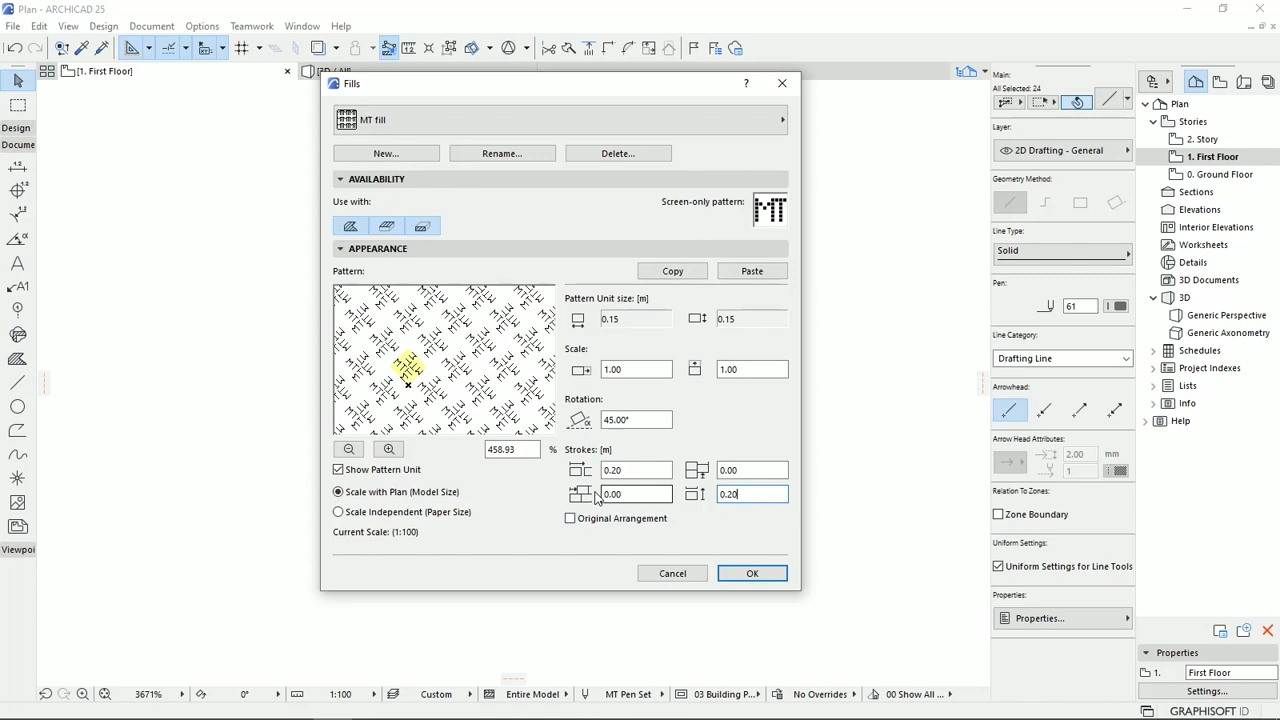 Plan - ARCHICAD 25
File Edit View Design Document Options Teamwork Window Help
[1. First Floor]
[3D / All]
Design
Docume
Viewpoi
Fills
?
MT fill
New...
Rename...
Delete...
AVAILABILITY
Use with:
Screen-only pattern:
MT
APPEARANCE
Pattern:
Copy
Paste
Pattern Unit size: [m]
0.15
0.15
Scale:
1.00
1.00
Rotation:
45.00°
458.93 %
Strokes: [m]
0.20
0.00
0.00
0.20
Show Pattern Unit
Scale with Plan (Model Size)
Scale Independent (Paper Size)
Original Arrangement
Current Scale: (1:100)
Cancel
OK
Main:
All Selected: 24
Layer:
2D Drafting - General
Geometry Method:
Line Type:
Solid
Pen:
61
Line Category:
Drafting Line
Arrowhead:
Arrow Head Attributes:
2.00 mm
1
Relation To Zones:
Zone Boundary
Uniform Settings:
Uniform Settings for Line Tools
Properties:
Properties...
Plan
Stories
2. Story
1. First Floor
0. Ground Floor
Sections
Elevations
Interior Elevations
Worksheets
Details
3D Documents
3D
Generic Perspective
Generic Axonometry
Schedules
Project Indexes
Lists
Info
Help
Properties
1. First Floor
Settings...
3671% 0° 1:100 Custom Entire Model MT Pen Set 03 Building P... No Overrides 00 Show All ...
GRAPHISOFT ID